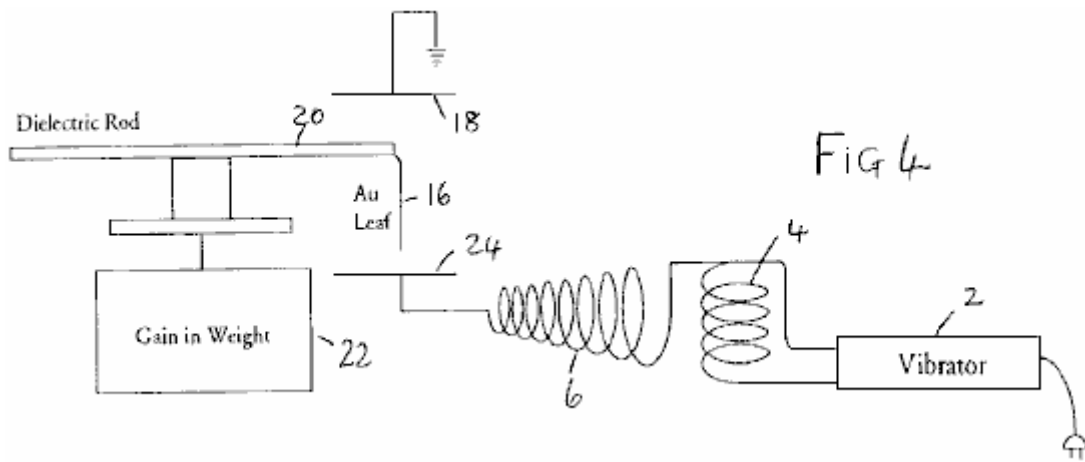 18
Dielectric Rod
20
FiG 4
Au
Leaf
16
24
4
2
Gain in Weight
22
6
Vibrator